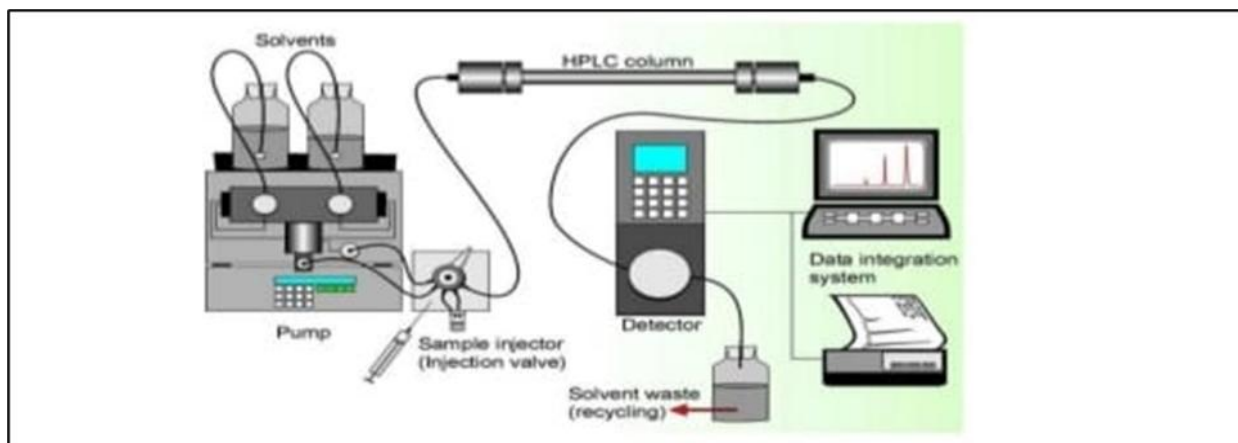 Solvents
HPLC column
Pump
Sample injector
(Injection valve)
Detector
Data integration
system
Solvent waste
(recycling)